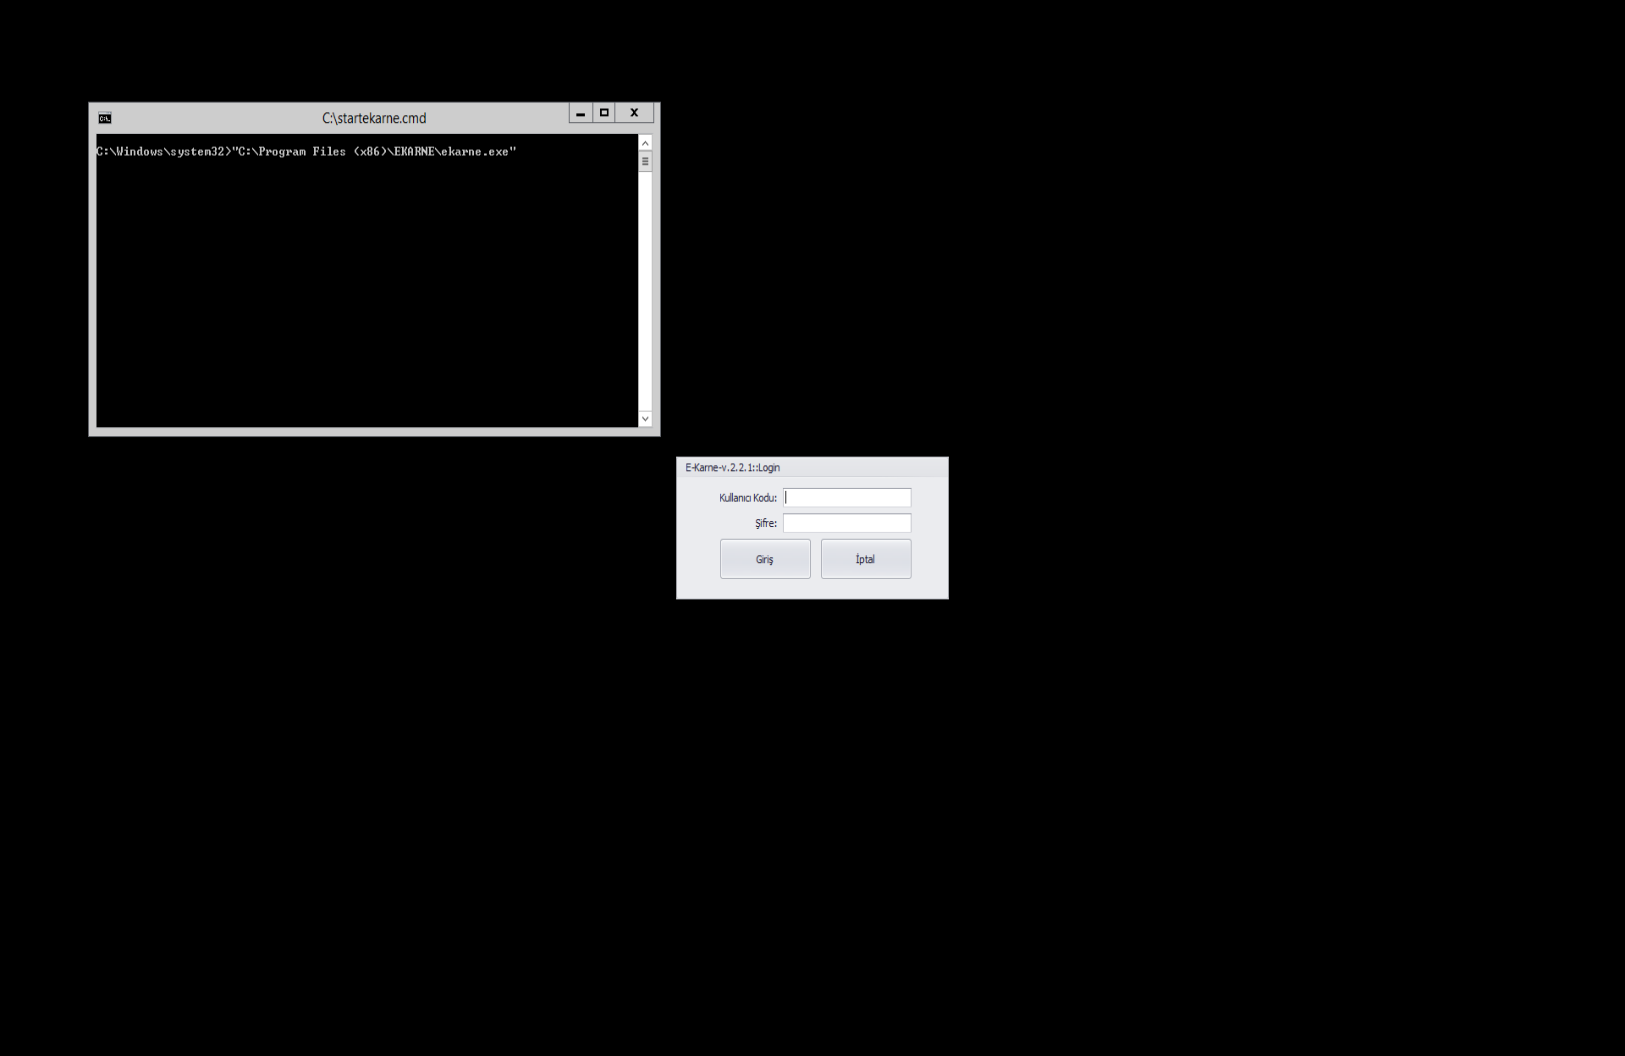 C:\startekarne.cmd
C:\Windows\system32>"C:\Program Files (x86)\EKARNE\ekarne.exe"
E-Karne-v.2.2.1::Login
Kullanıcı Kodu:
Şifre:
Giriş
İptal